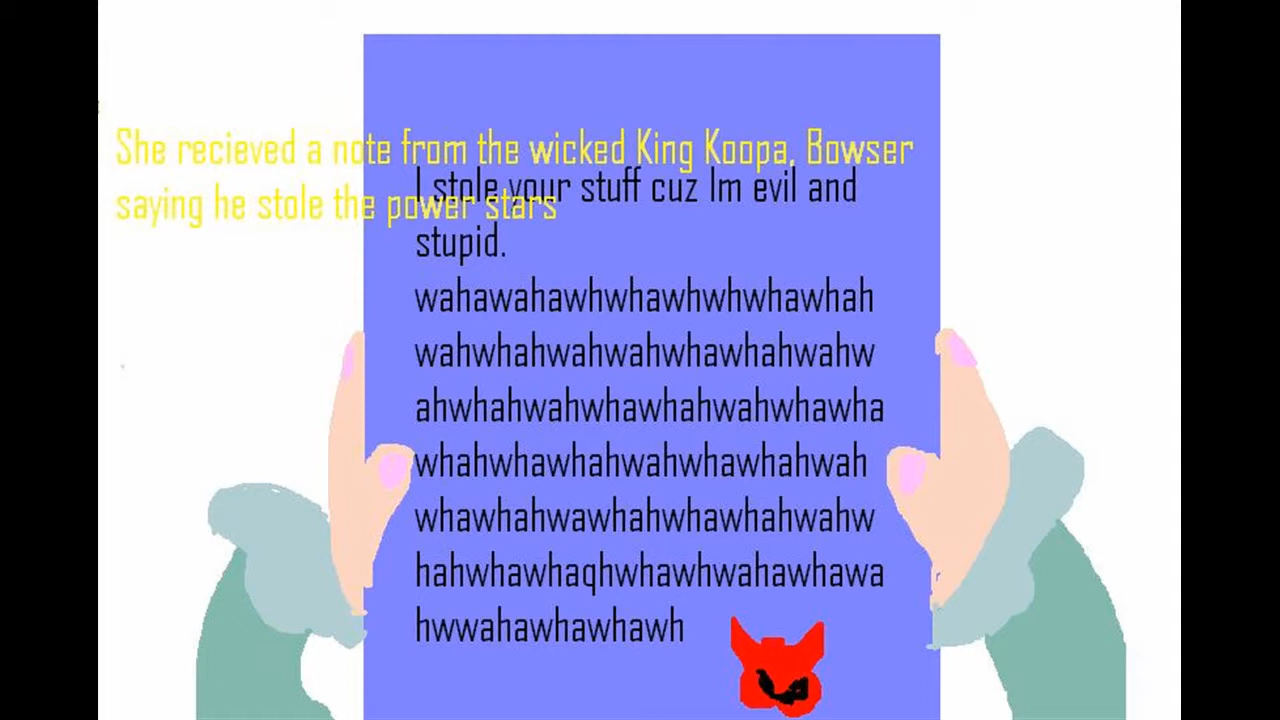 She recieved a note from the wicked King Koopa, Bowser
saying he stole the power stars
I stole your stuff cuz Im evil and
stupid.
wahawahawhwhawhwhwhawhah
wahwhahwahwahwhawhahwahw
ahwhahwahwhawhahwahwhawha
whahwhawhahwahwhawhahwah
whawhahwawhahwhawhahwahw
hahwhawhaqhwhawhwahawhawa
hwwahawhawhawh